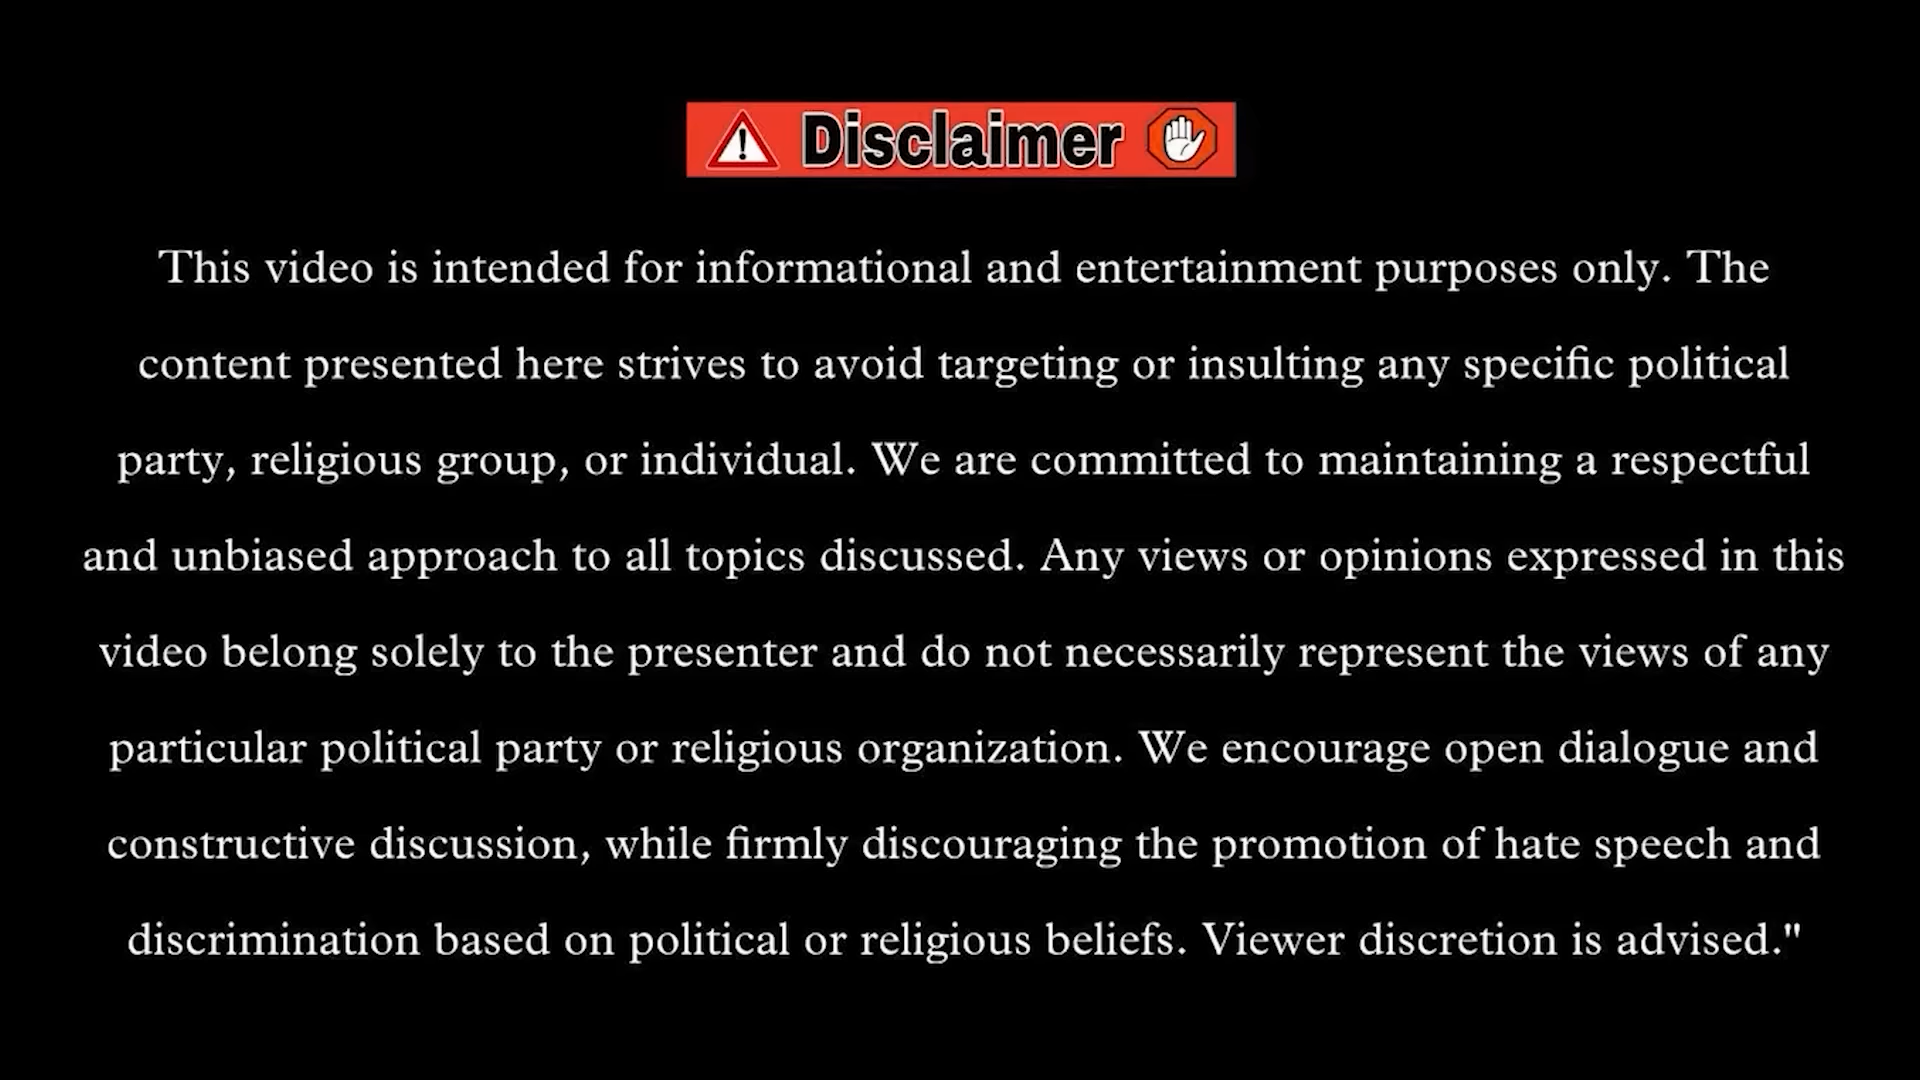 Disclaimer
This video is intended for informational and entertainment purposes only. The
content presented here strives to avoid targeting or insulting any specific political
party, religious group, or individual. We are committed to maintaining a respectful
and unbiased approach to all topics discussed. Any views or opinions expressed in this
video belong solely to the presenter and do not necessarily represent the views of any
particular political party or religious organization. We encourage open dialogue and
constructive discussion, while firmly discouraging the promotion of hate speech and
discrimination based on political or religious beliefs. Viewer discretion is advised."